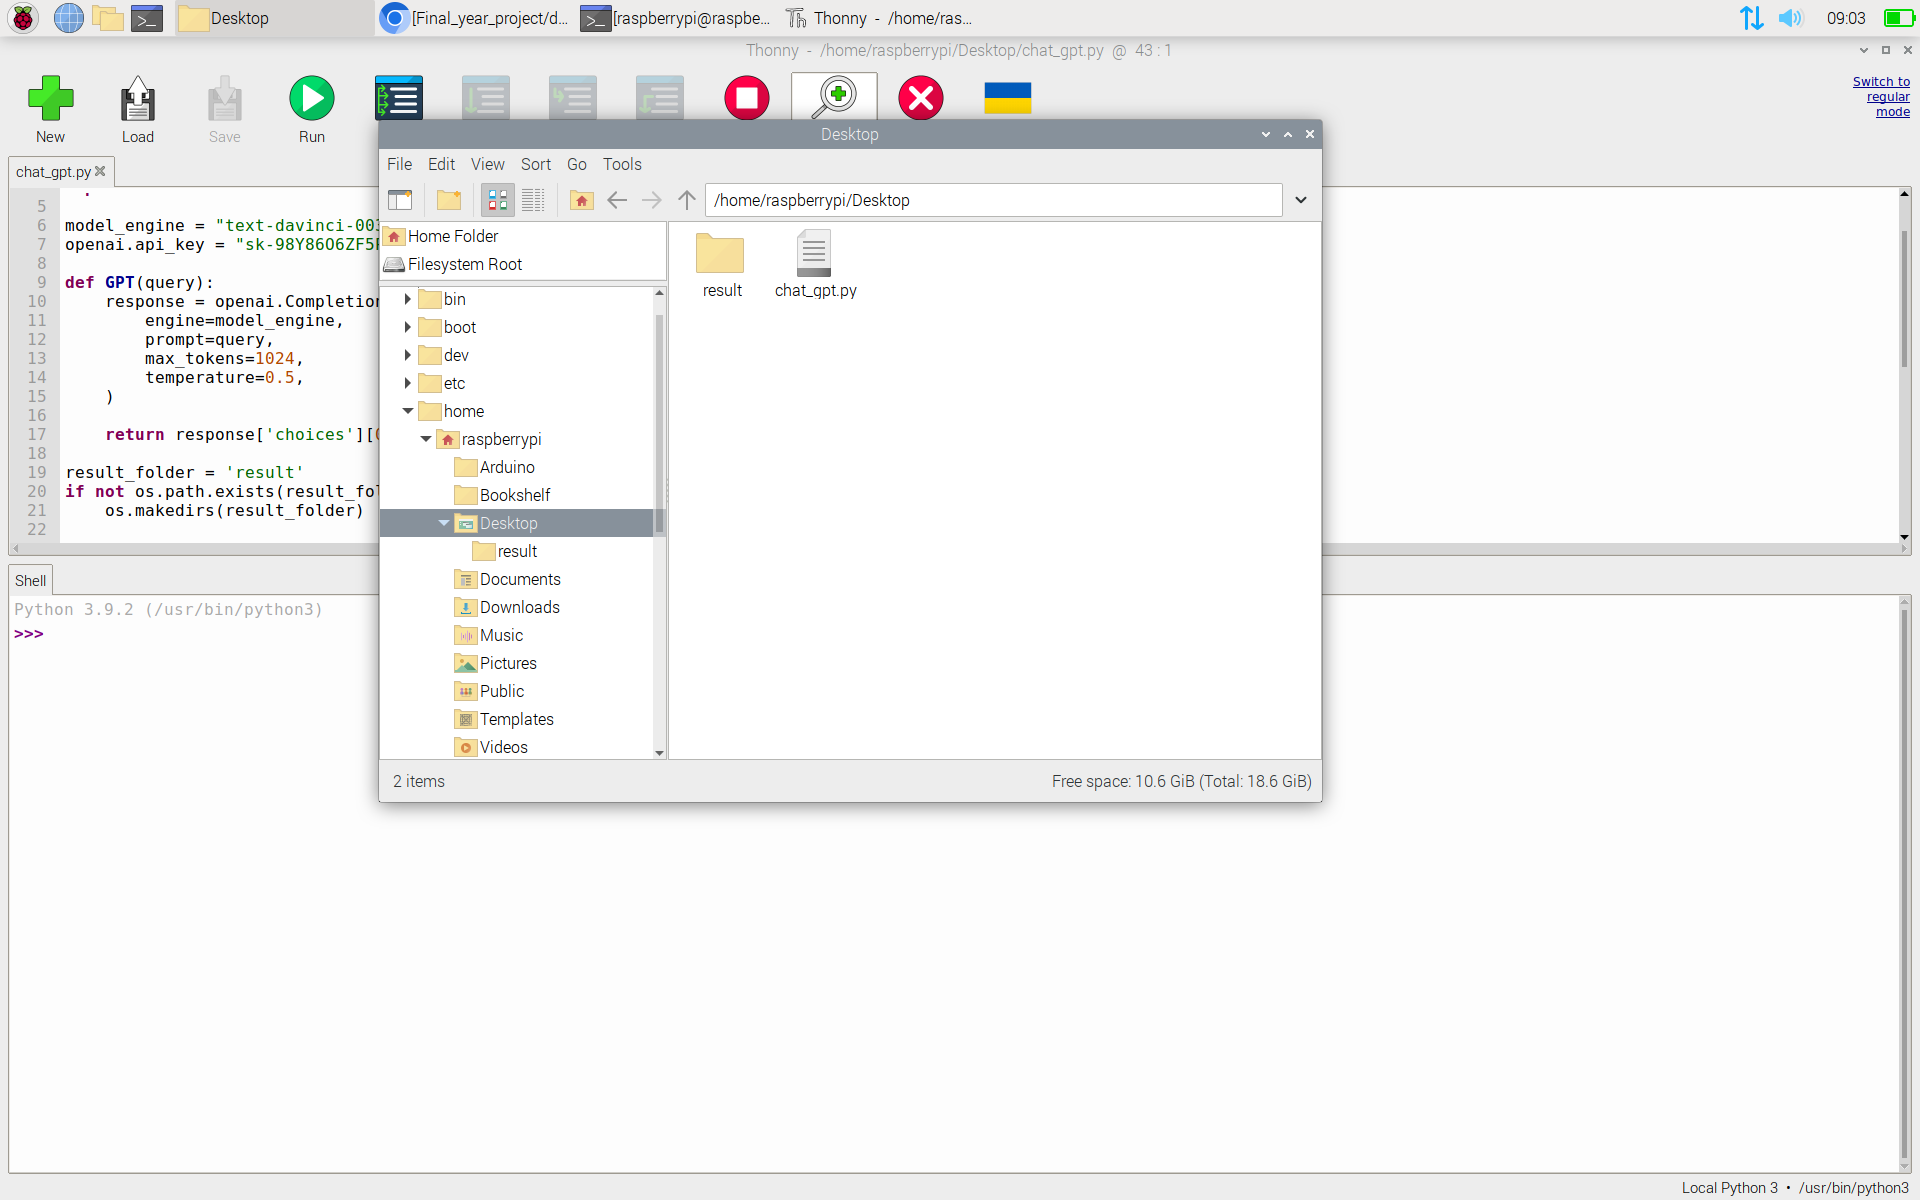 Desktop
[Final_year_project/d...
[raspberrypi@raspbe...
Thonny - /home/ras...
09:03
Thonny - /home/raspberrypi/Desktop/chat_gpt.py @ 43 : 1
New
Load
Save
Run
Switch to
regular
mode
chat_gpt.py
5
6 model_engine = "text-davinci-003
7 openai.api_key = "sk-98Y86O6ZF5
8
9 def GPT(query):
10 response = openai.Completion
11 engine=model_engine,
12 prompt=query,
13 max_tokens=1024,
14 temperature=0.5,
15 )
16
17 return response['choices'][
18
19 result_folder = 'result'
20 if not os.path.exists(result_fol
21 os.makedirs(result_folder)
22
Shell
Python 3.9.2 (/usr/bin/python3)
>>>
Desktop
File Edit View Sort Go Tools
/home/raspberrypi/Desktop
Home Folder
Filesystem Root
bin
boot
dev
etc
home
raspberrypi
Arduino
Bookshelf
Desktop
result
Documents
Downloads
Music
Pictures
Public
Templates
Videos
result
chat_gpt.py
2 items
Free space: 10.6 GiB (Total: 18.6 GiB)
Local Python 3 • /usr/bin/python3